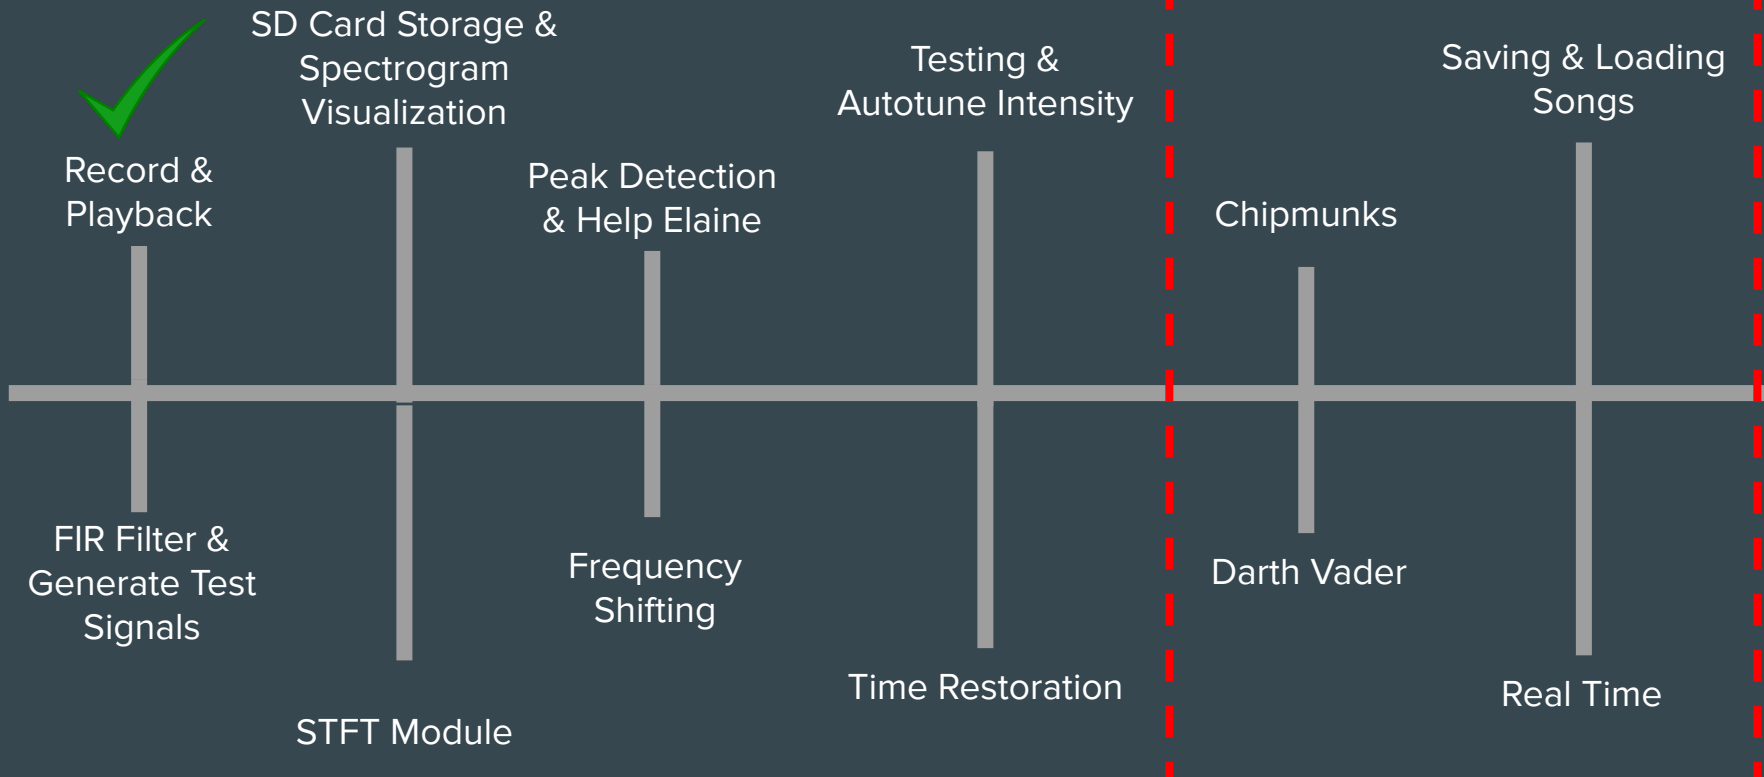 SD Card Storage &
Spectrogram
Visualization
Record &
Playback
Peak Detection
& Help Elaine
Testing &
Autotune Intensity
Chipmunks
Saving & Loading
Songs
FIR Filter &
Generate Test
Signals
STFT Module
Frequency
Shifting
Time Restoration
Darth Vader
Real Time